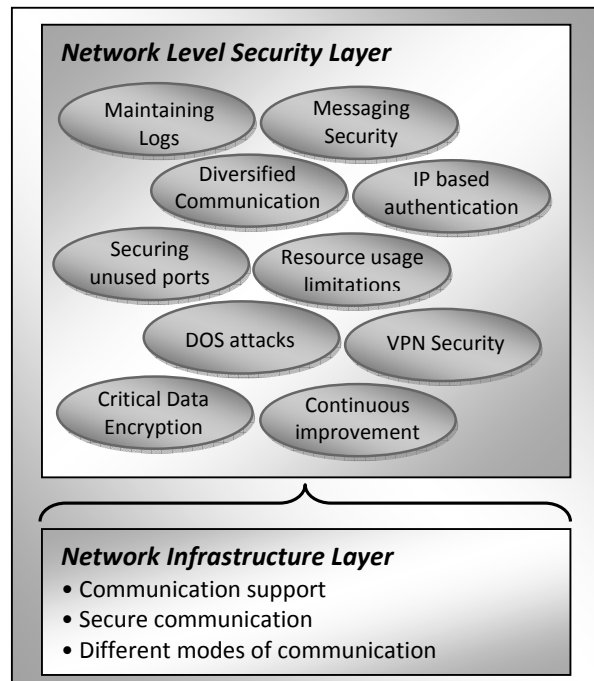 Network Level Security Layer
Maintaining
Logs
Messaging
Security
Diversified
Communication
IP based
authentication
Securing
unused ports
Resource usage
limitations
DOS attacks
VPN Security
Critical Data
Encryption
Continuous
improvement
Network Infrastructure Layer
• Communication support
• Secure communication
• Different modes of communication